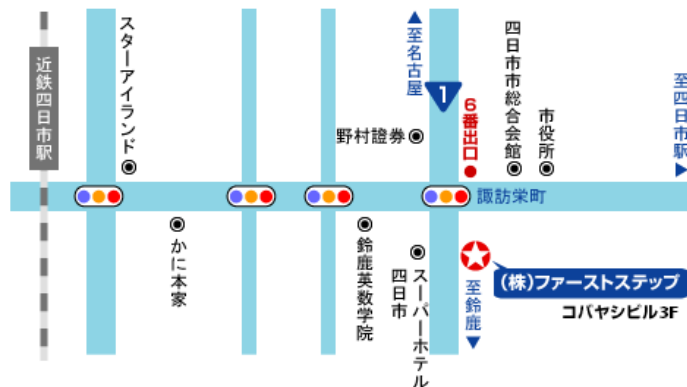 近鉄四日市駅
スターアイランド
▲至名古屋
1
野村證券
6番出口
四日市市総合会館
市役所
至四日市駅▶
諏訪栄町
かに本家
鈴鹿英数学院
スーパーホテル
四日市
至鈴鹿▼
(株)ファーストステップ
コバヤシビル3F